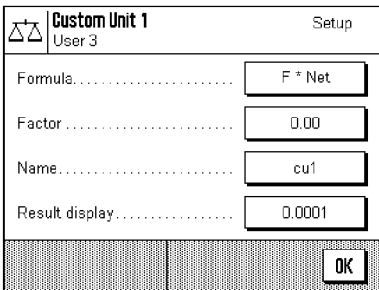 Custom Unit 1 Setup
User 3
Formula........................ F * Net
Factor......................... 0.00
Name........................... cu1
Result display................. 0.0001
OK